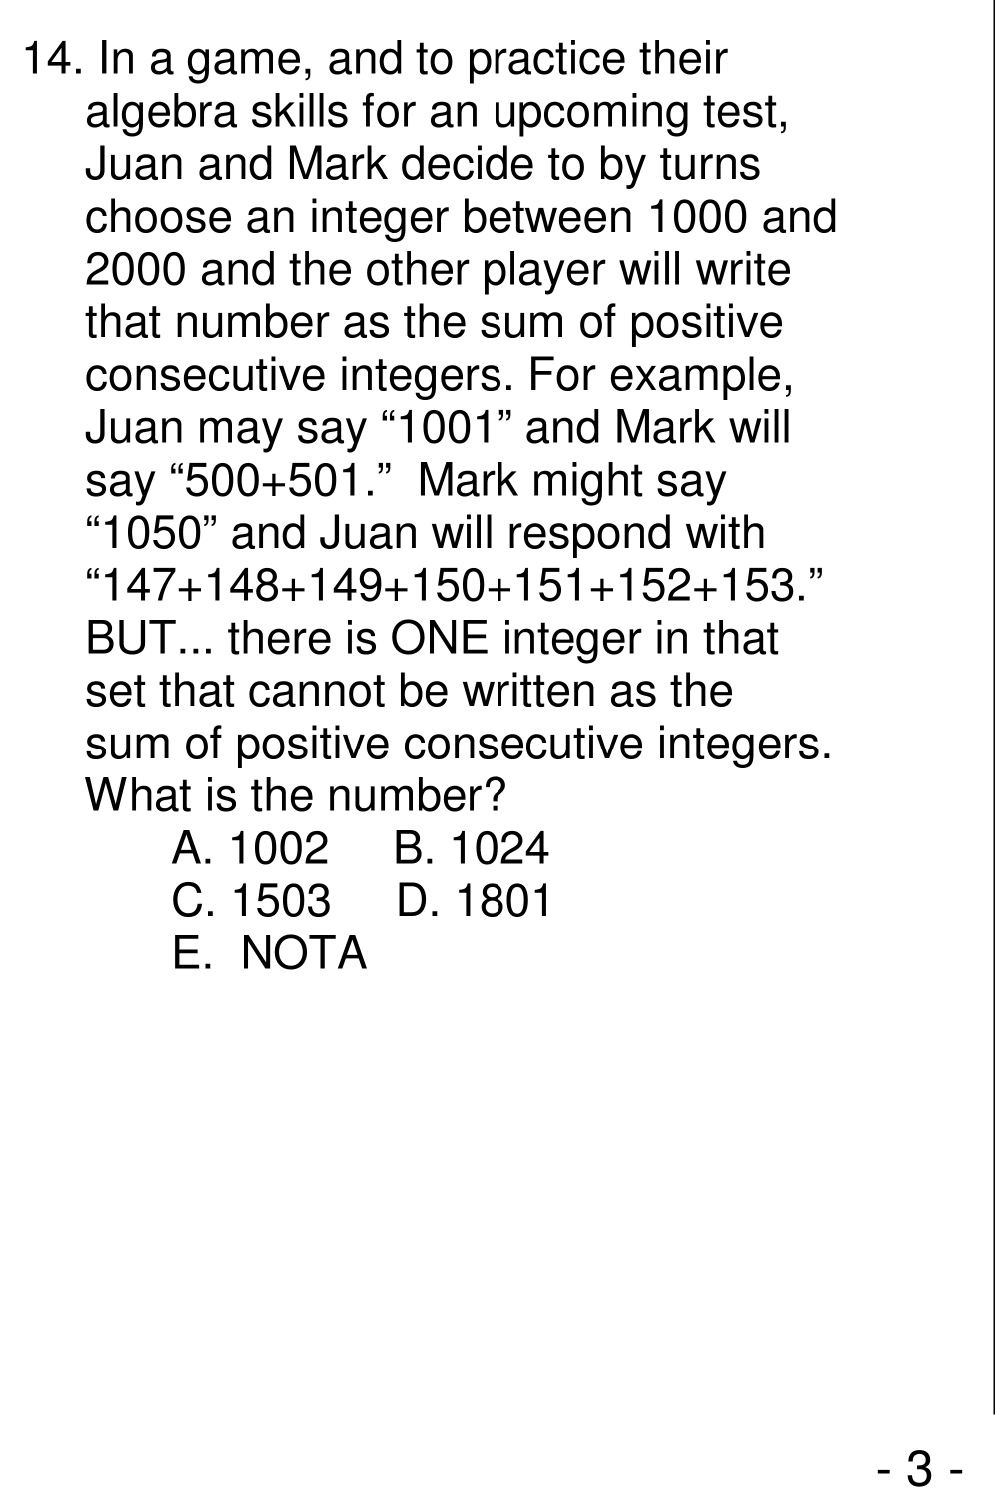 14. In a game, and to practice their
algebra skills for an upcoming test,
Juan and Mark decide to by turns
choose an integer between 1000 and
2000 and the other player will write
that number as the sum of positive
consecutive integers. For example,
Juan may say “1001” and Mark will
say “500+501.”  Mark might say
“1050” and Juan will respond with
“147+148+149+150+151+152+153.”
BUT... there is ONE integer in that
set that cannot be written as the
sum of positive consecutive integers.
What is the number?
A. 1002     B. 1024
C. 1503     D. 1801
E.  NOTA
- 3 -